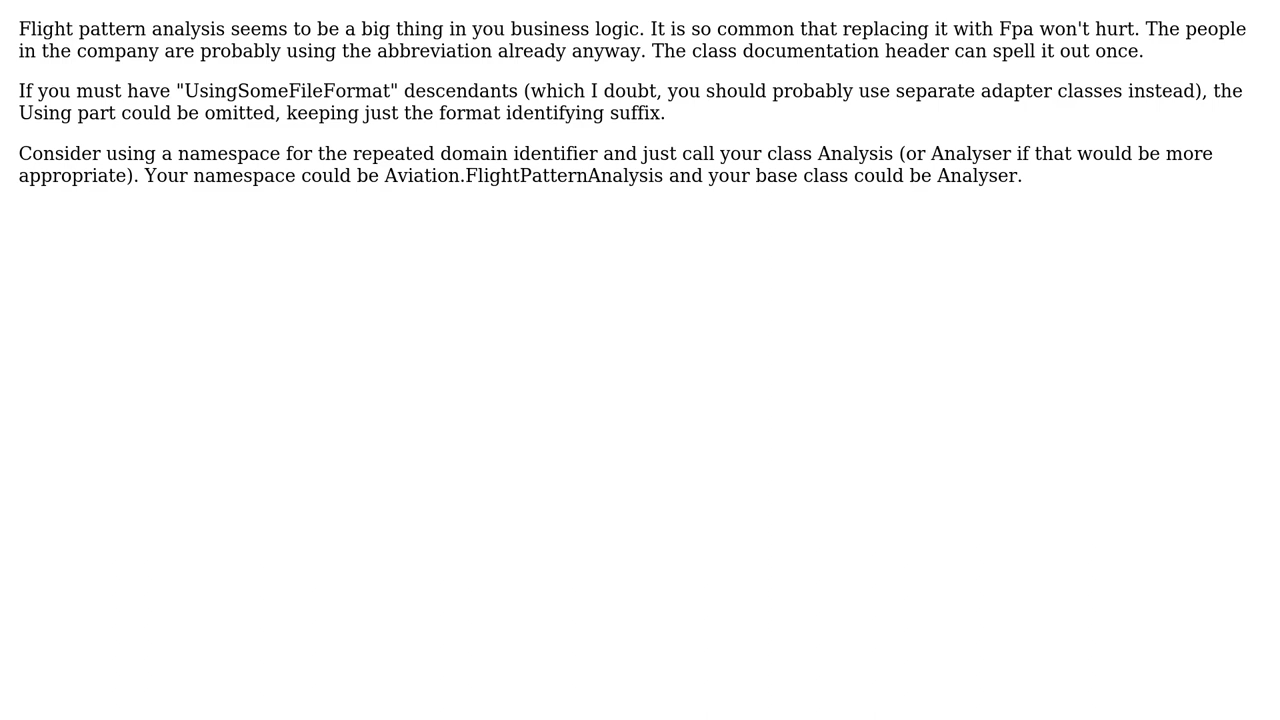 Flight pattern analysis seems to be a big thing in you business logic. It is so common that replacing it with Fpa won't hurt. The people
in the company are probably using the abbreviation already anyway. The class documentation header can spell it out once.
If you must have "UsingSomeFileFormat" descendants (which I doubt, you should probably use separate adapter classes instead), the
Using part could be omitted, keeping just the format identifying suffix.
Consider using a namespace for the repeated domain identifier and just call your class Analysis (or Analyser if that would be more
appropriate). Your namespace could be Aviation.FlightPatternAnalysis and your base class could be Analyser.